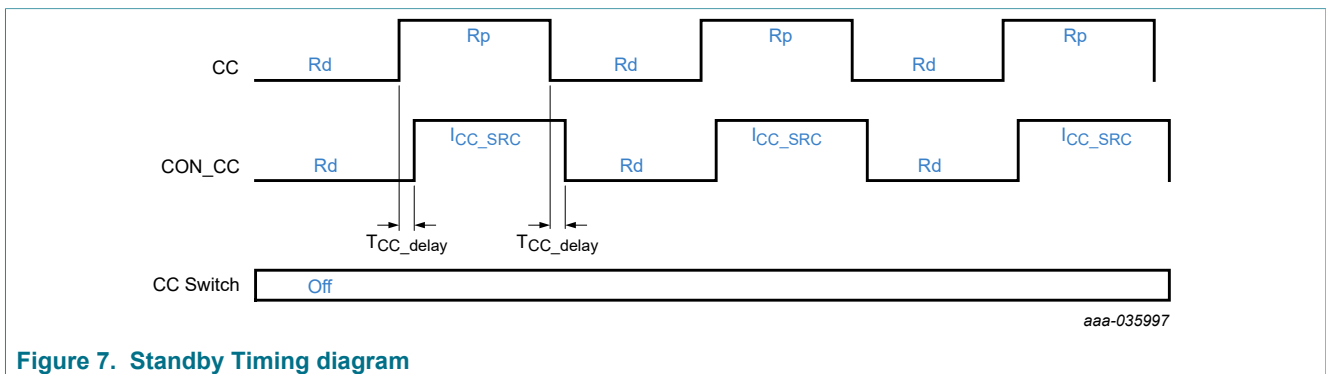 Rp Rp Rp
CC Rd Rd Rd
ICC_SRC ICC_SRC ICC_SRC
CON_CC Rd Rd Rd
TCC_delay TCC_delay
CC Switch Off
aaa-035997
Figure 7. Standby Timing diagram